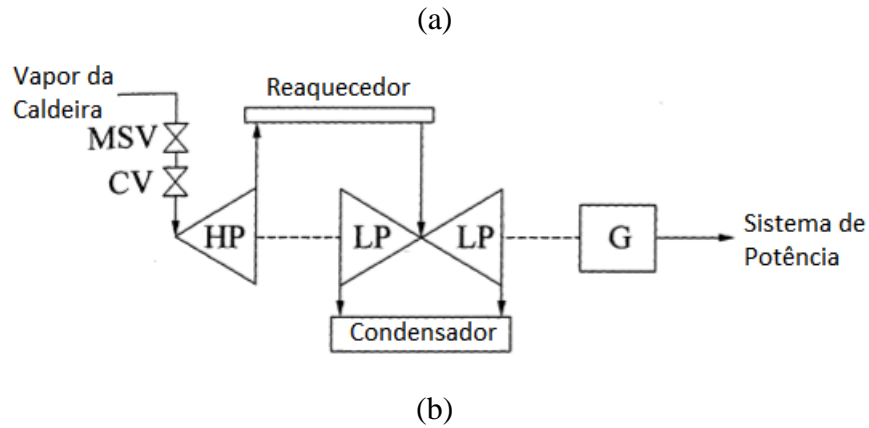 (a)
Vapor da
Caldeira
Reaquecedor
MSV
CV
HP
LP
LP
G
Sistema de
Potência
Condensador
(b)